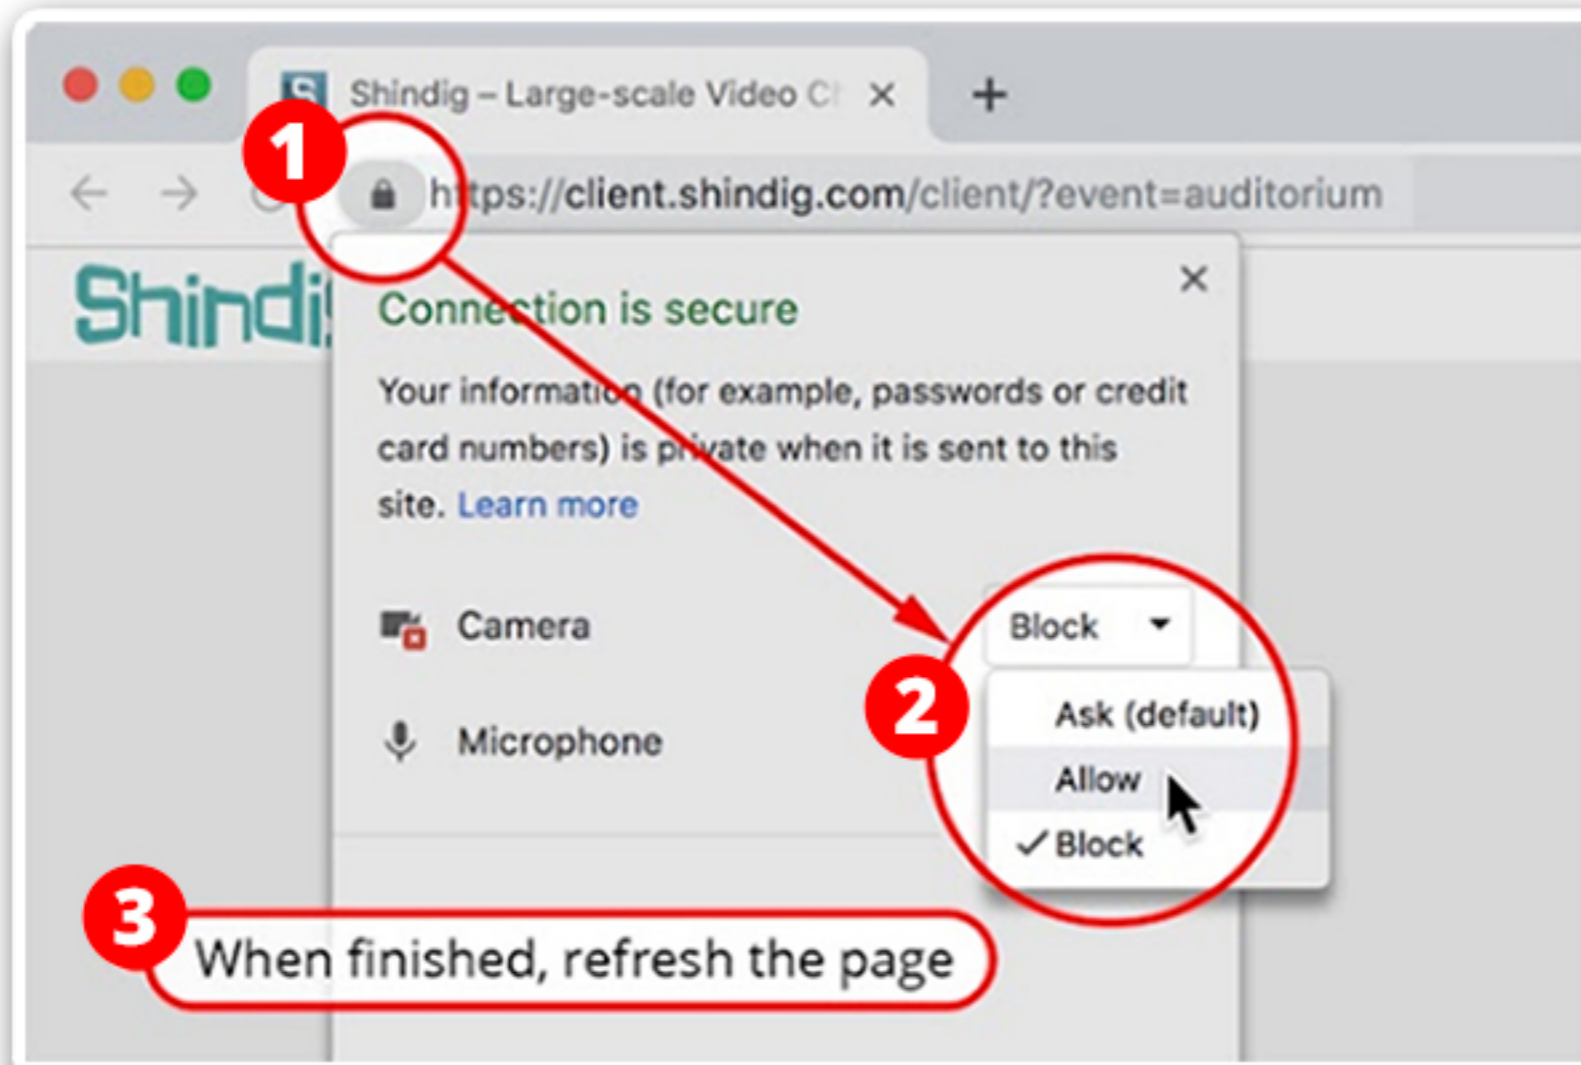 Shindig – Large-scale Video
1
https://client.shindig.com/client/?event=auditorium
Connection is secure
Your information (for example, passwords or credit
card numbers) is private when it is sent to this
site. Learn more
Camera
Block
2
Ask (default)
Microphone
Allow
✓ Block
3
When finished, refresh the page